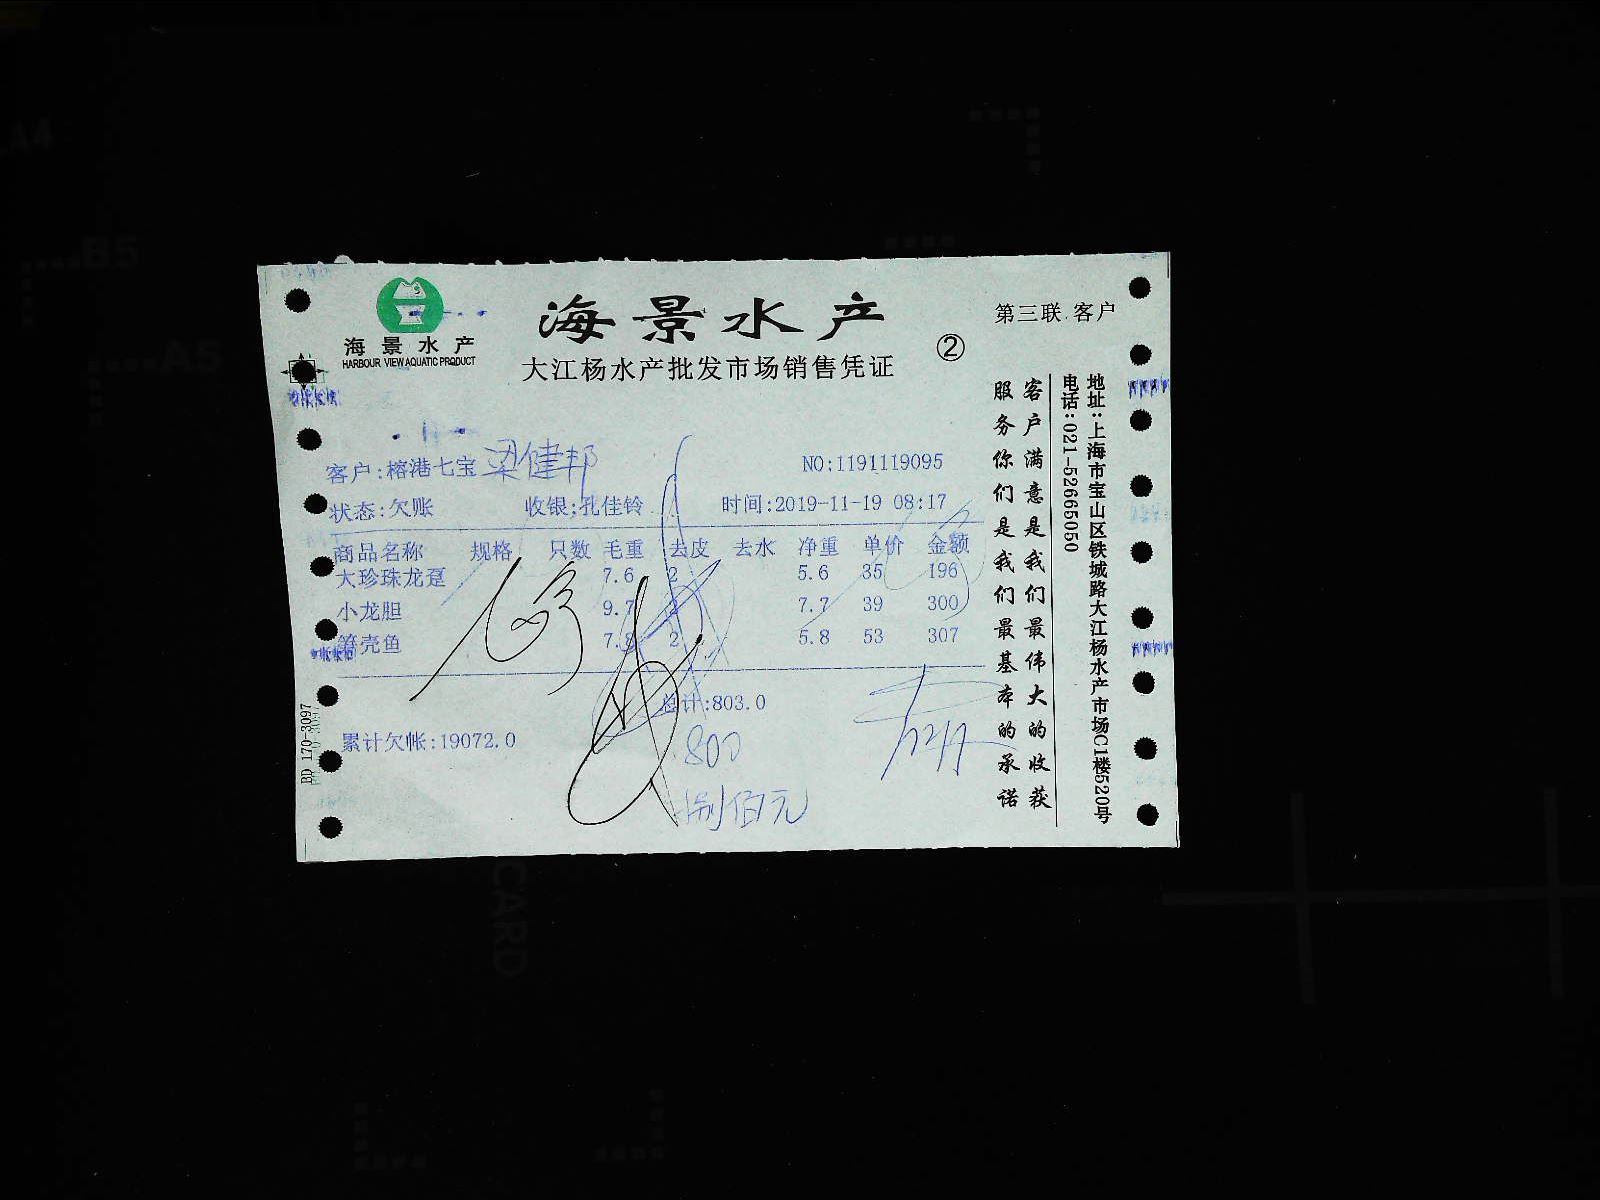 海景水产
HARBOUR VIEW AQUATIC PRODUCT
海景水产
大江杨水产批发市场销售凭证
②
第三联 客户
客户:榕港七宝 梁健邦
NO:1191119095
状态:欠账 收银:孔佳铃 时间:2019-11-19 08:17
商品名称 规格 只数 毛重 去皮 去水 净重 单价 金额
大珍珠龙趸 7.6 2 5.6 35 196
小龙胆 9.7 2 7.7 39 300
笋壳鱼 7.8 2 5.8 53 307
总计:803.0
累计欠帐:19072.0
800
捌佰元
客户满意是我们最伟大的收获
服务你们是我们最基本的承诺
地址:上海市宝山区铁城路大江杨水产市场C1楼520号
电话:021-52665050
BD 170-3097
A4
B5
A5
CARD